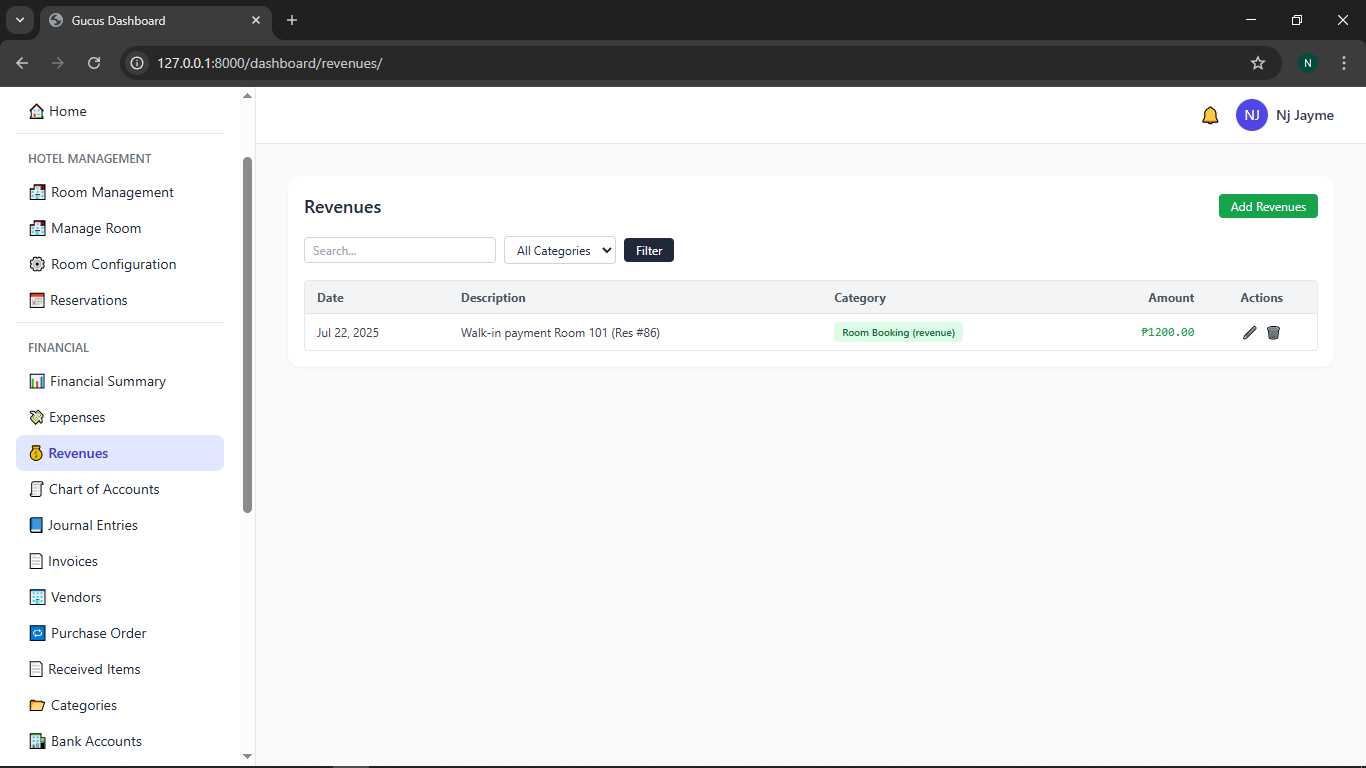 Gucus Dashboard
127.0.0.1:8000/dashboard/revenues/
N
Home
HOTEL MANAGEMENT
Room Management
Manage Room
Room Configuration
Reservations
FINANCIAL
Financial Summary
Expenses
Revenues
Chart of Accounts
Journal Entries
Invoices
Vendors
Purchase Order
Received Items
Categories
Bank Accounts
NJ Nj Jayme
Revenues Add Revenues
Search... All Categories Filter
Date Description Category Amount Actions
Jul 22, 2025 Walk-in payment Room 101 (Res #86) Room Booking (revenue) ₱1200.00